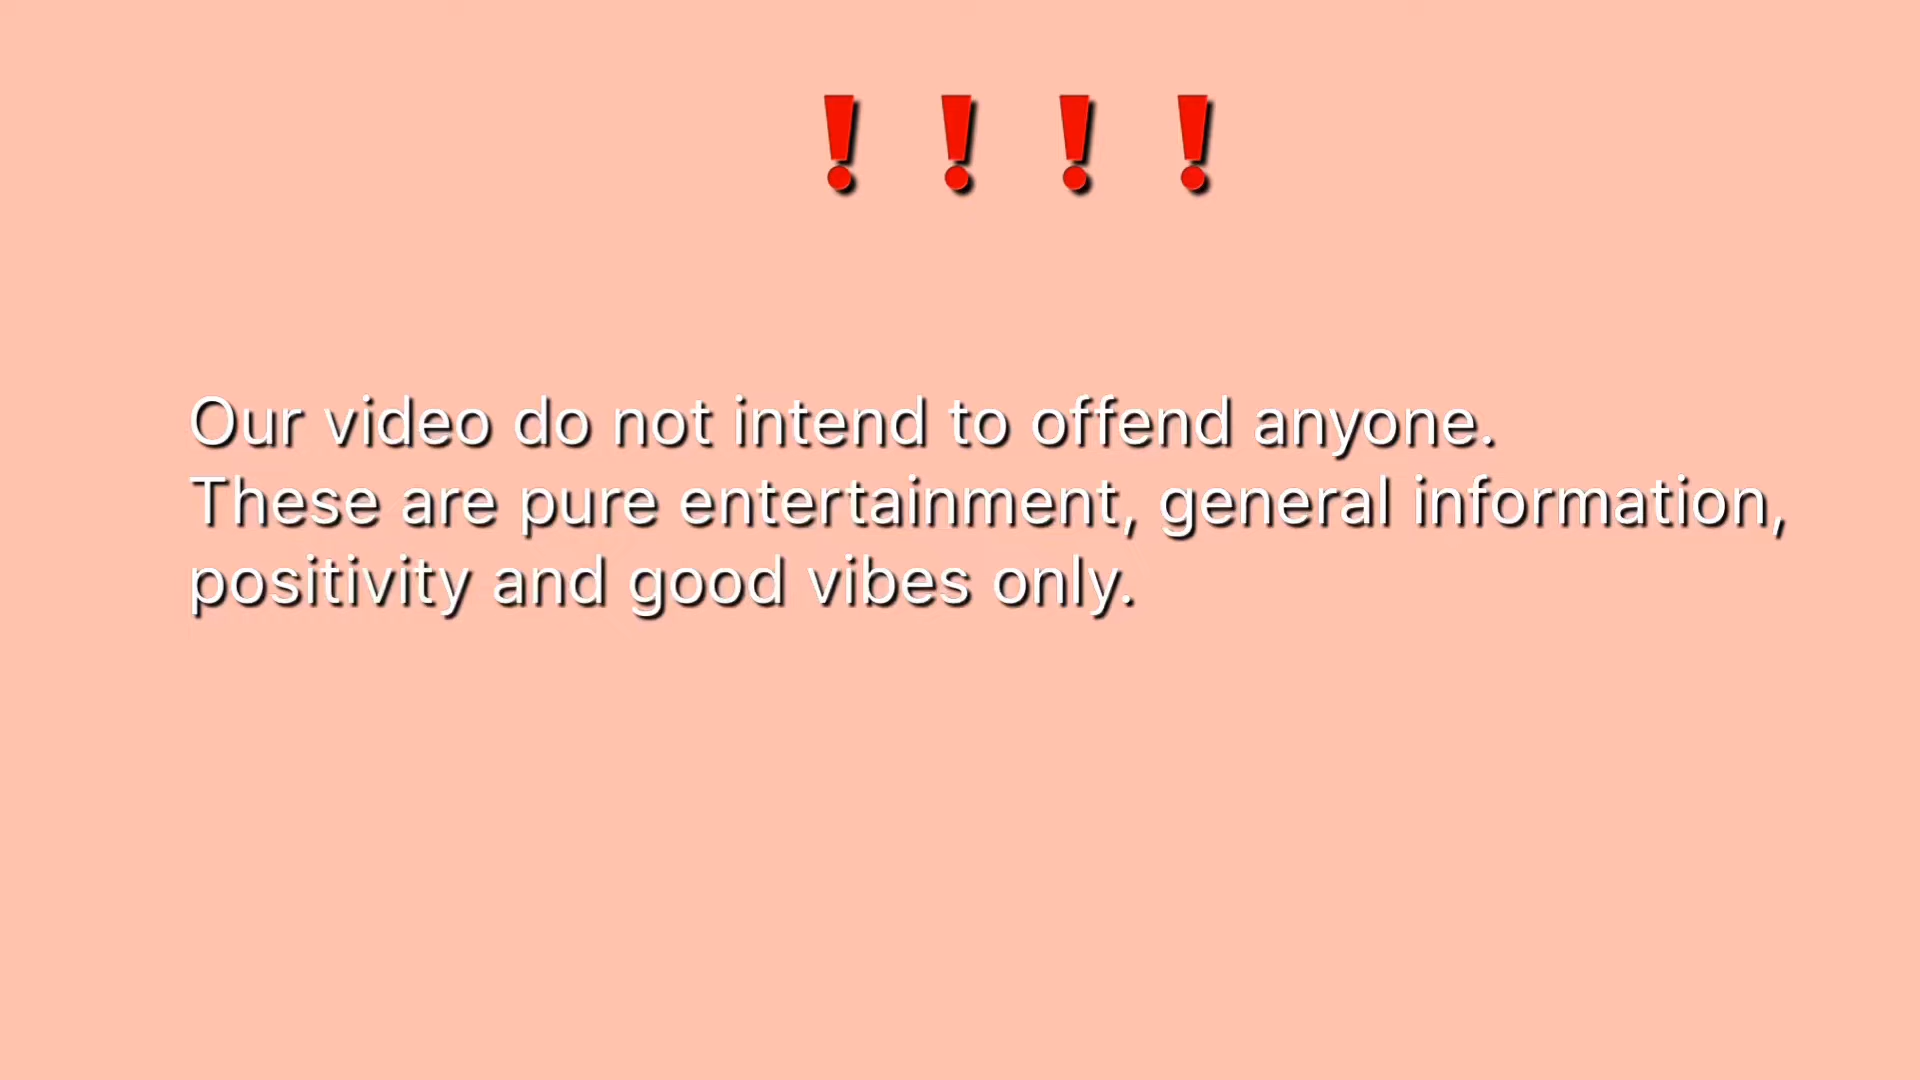 ❗❗❗❗
Our video do not intend to offend anyone.
These are pure entertainment, general information,
positivity and good vibes only.